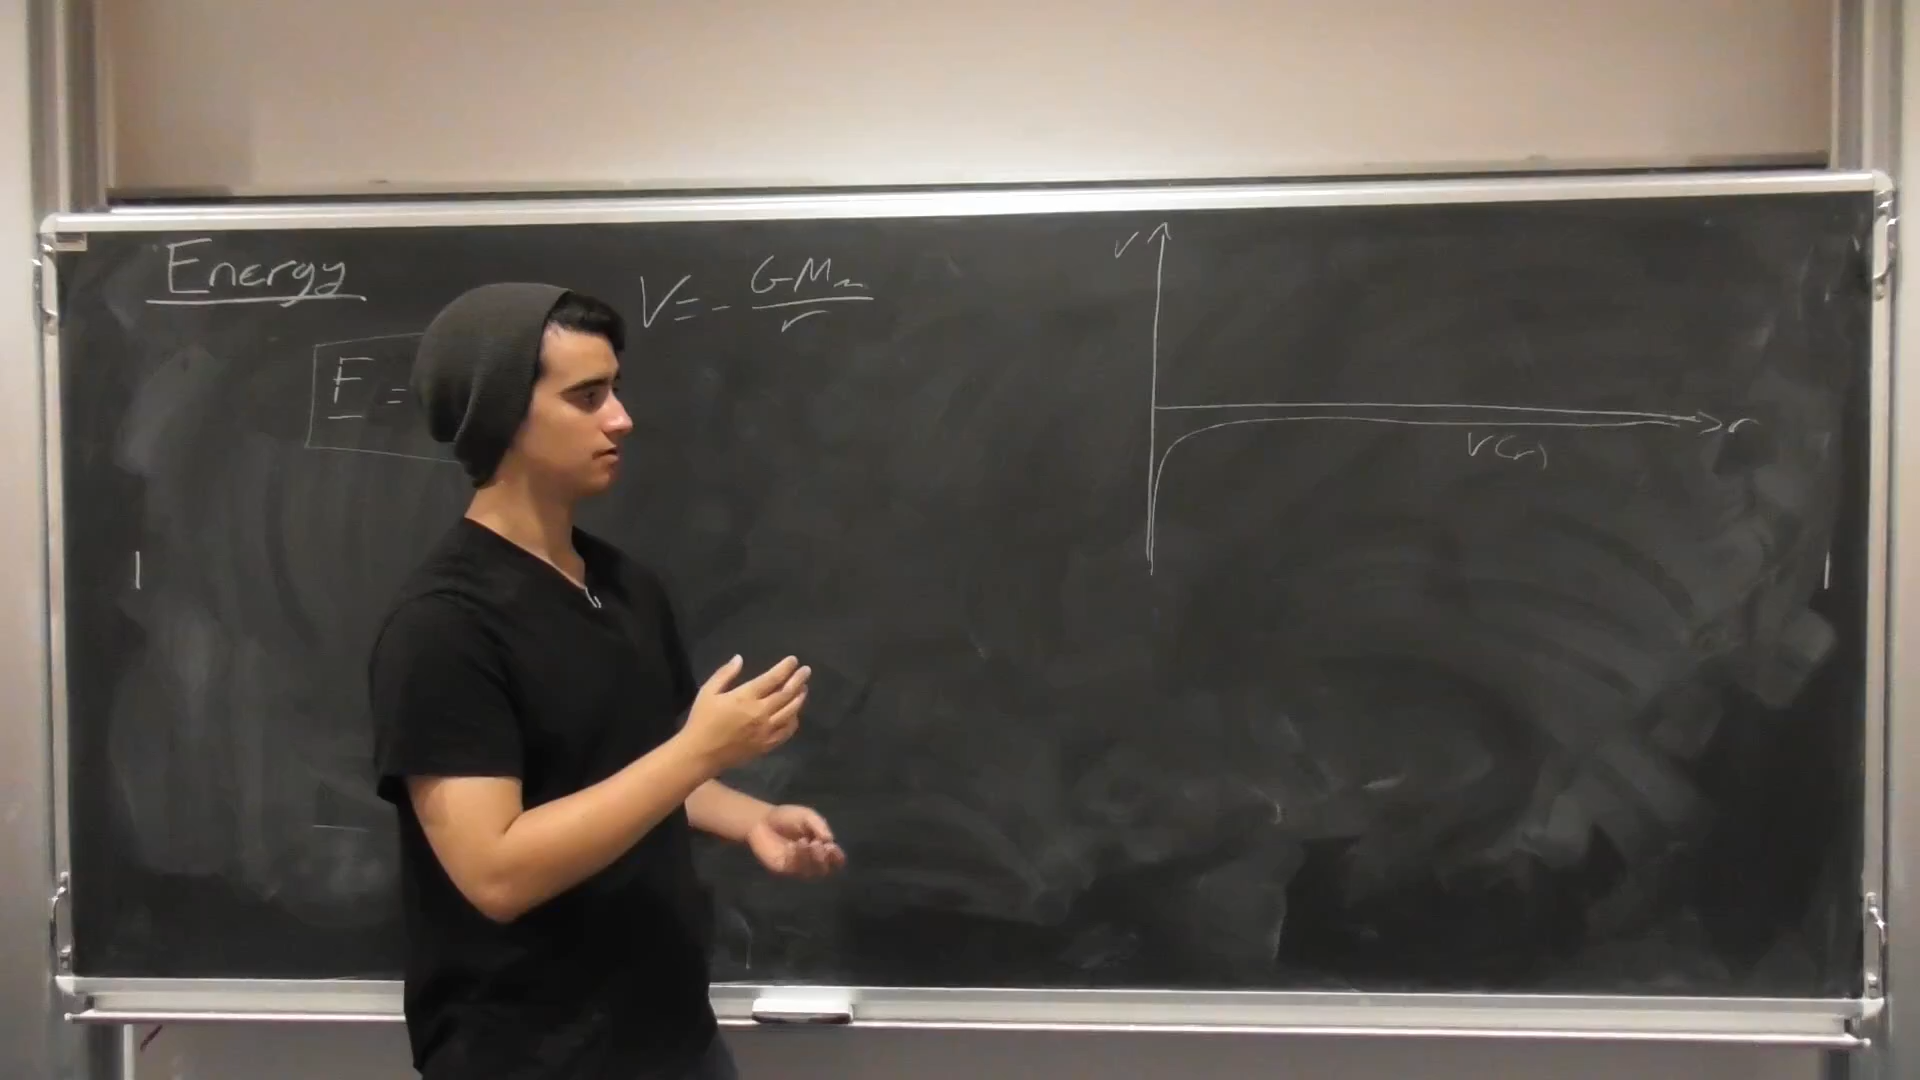 Energy
V = - GMm/r
F =
V
r
V(r)